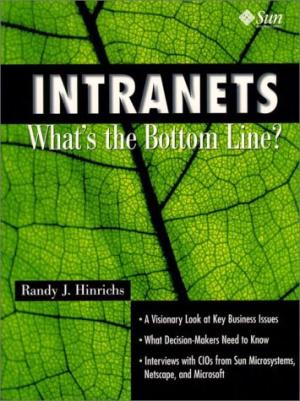 Sun
INTRANETS
What's the Bottom Line?
Randy J. Hinrichs
• A Visionary Look at Key Business Issues
• What Decision-Makers Need to Know
• Interviews with CIOs from Sun Microsystems,
Netscape, and Microsoft